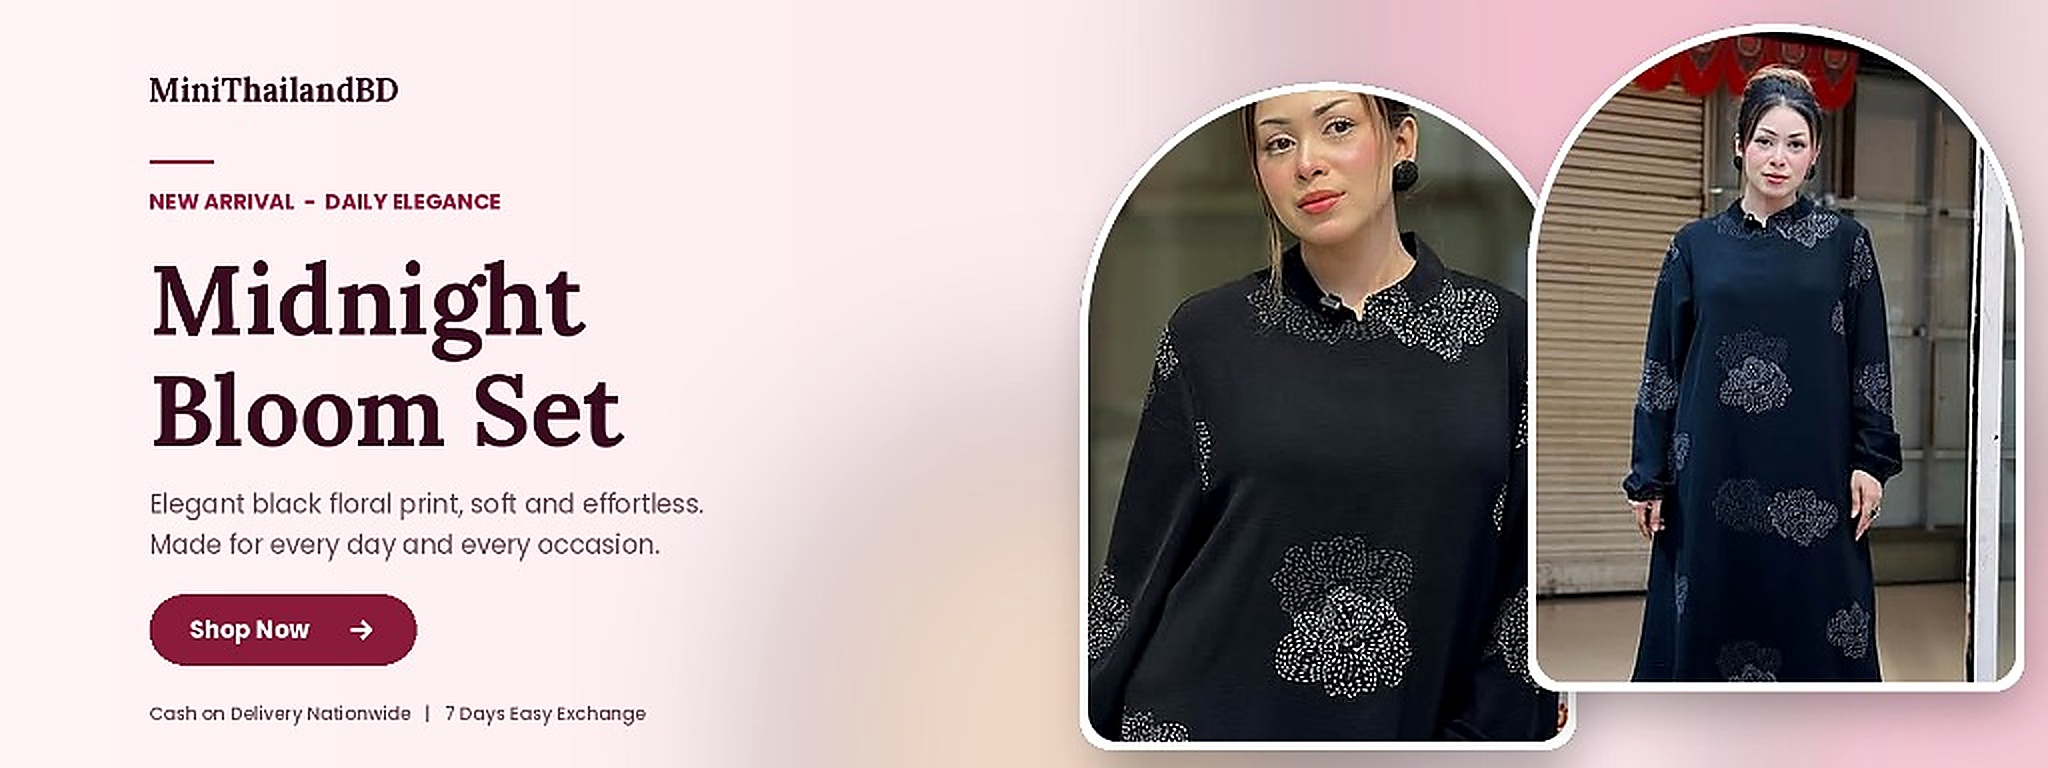 MiniThailandBD
NEW ARRIVAL - DAILY ELEGANCE
Midnight
Bloom Set
Elegant black floral print, soft and effortless.
Made for every day and every occasion.
Shop Now →
Cash on Delivery Nationwide | 7 Days Easy Exchange